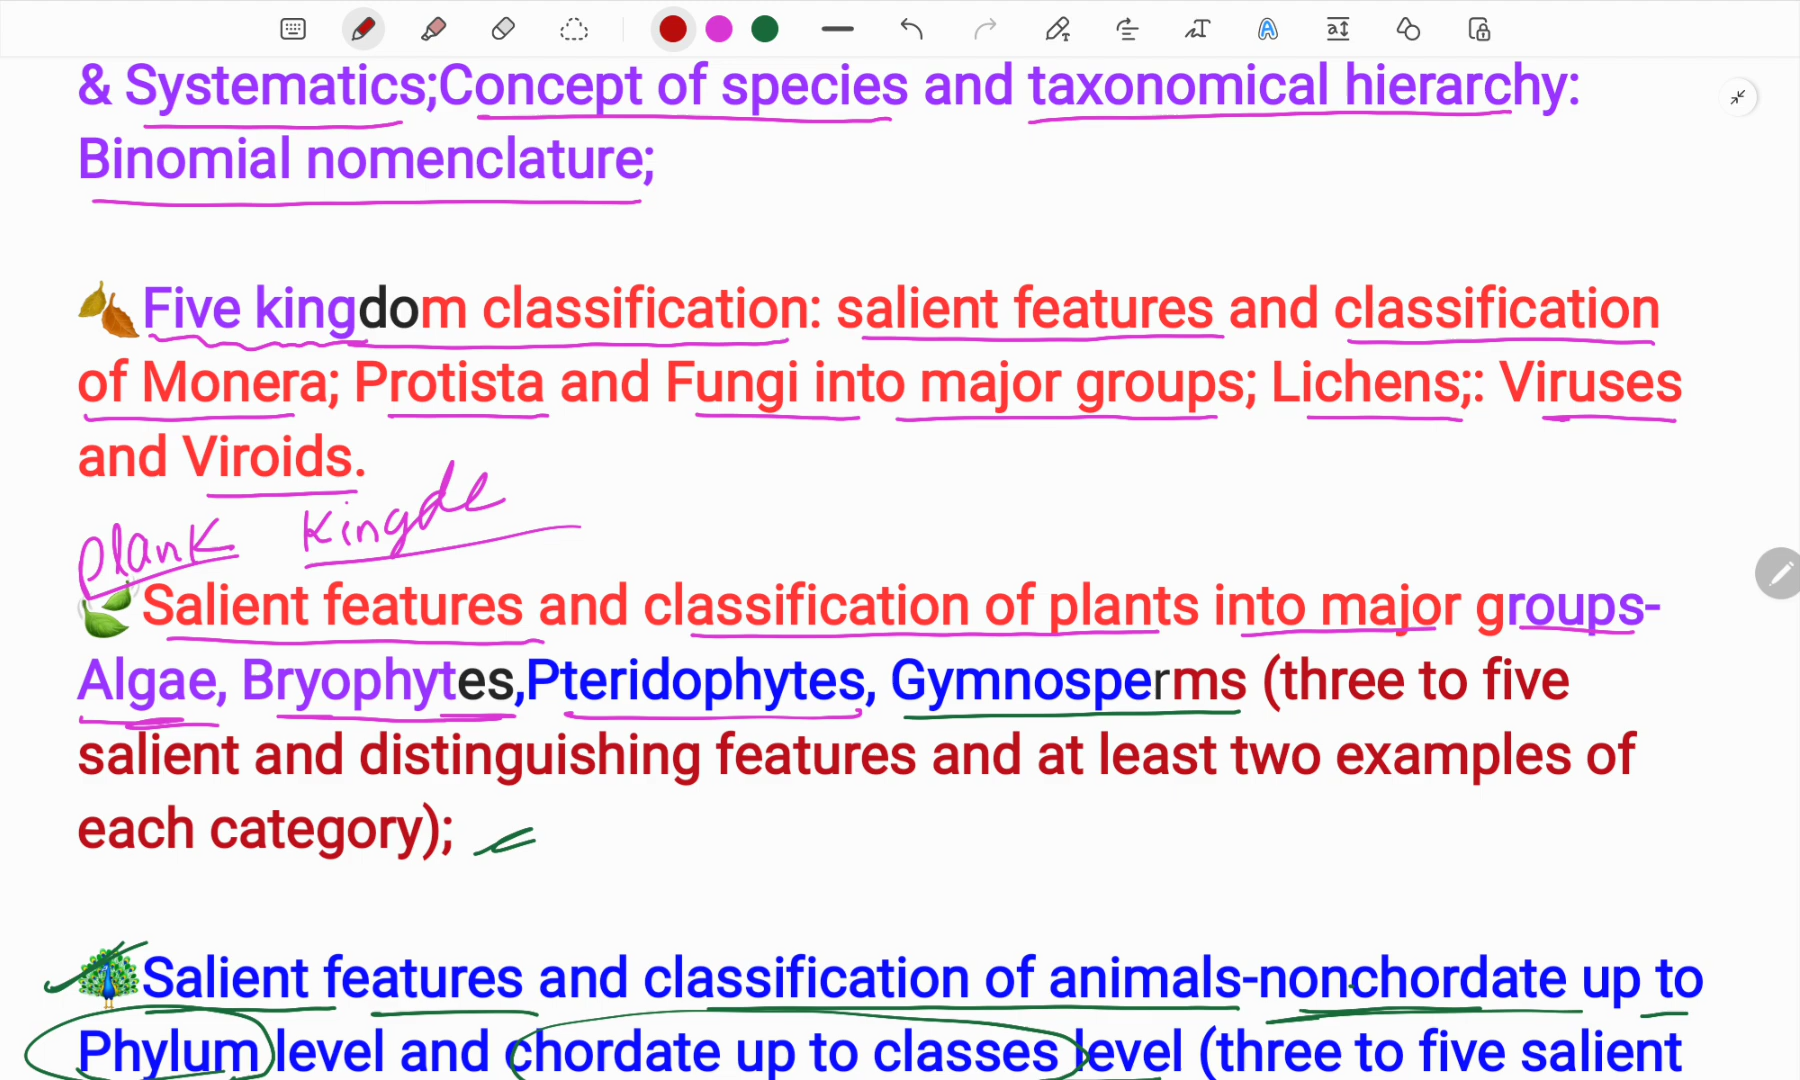 & Systematics;Concept of species and taxonomical hierarchy:
Binomial nomenclature;
Five kingdom classification: salient features and classification
of Monera; Protista and Fungi into major groups; Lichens;: Viruses
and Viroids.
Salient features and classification of plants into major groups-
Algae, Bryophytes,Pteridophytes, Gymnosperms (three to five
salient and distinguishing features and at least two examples of
each category);
Salient features and classification of animals-nonchordate up to
Phylum level and chordate up to classes level (three to five salient